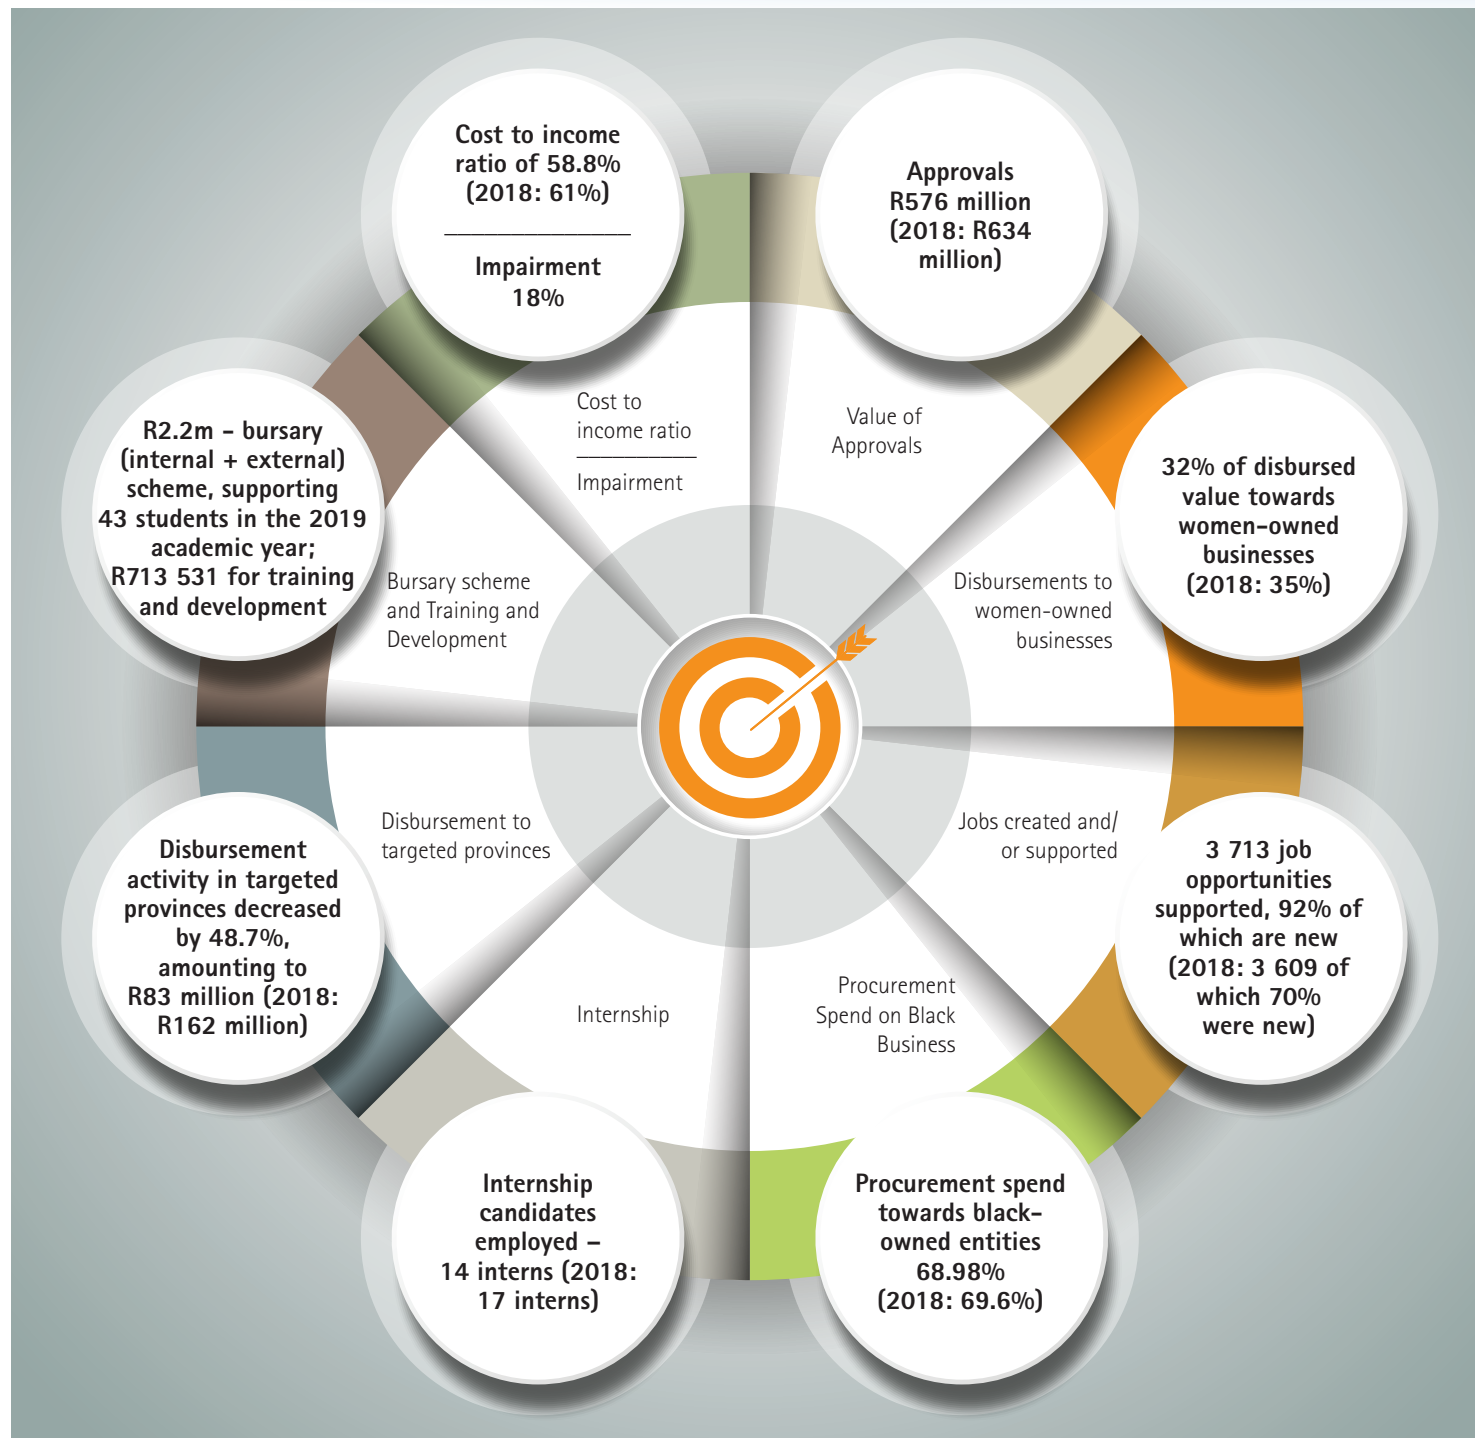 Cost to income
ratio of 58.8%
(2018: 61%)
Impairment
18%
Approvals
R576 million
(2018: R634
million)
Cost to
income ratio
Impairment
Value of
Approvals
R2.2m - bursary
(internal + external)
scheme, supporting
43 students in the 2019
academic year;
R713 531 for training
and development
32% of disbursed
value towards
women-owned
businesses
(2018: 35%)
Bursary scheme
and Training and
Development
Disbursements to
women-owned
businesses
Disbursement to
targeted provinces
Jobs created and/
or supported
Disbursement
activity in targeted
provinces decreased
by 48.7%,
amounting to
R83 million (2018:
R162 million)
3 713 job
opportunities
supported, 92% of
which are new
(2018: 3 609 of
which 70%
were new)
Internship
Procurement
Spend on Black
Business
Internship
candidates
employed –
14 interns (2018:
17 interns)
Procurement spend
towards black-
owned entities
68.98%
(2018: 69.6%)